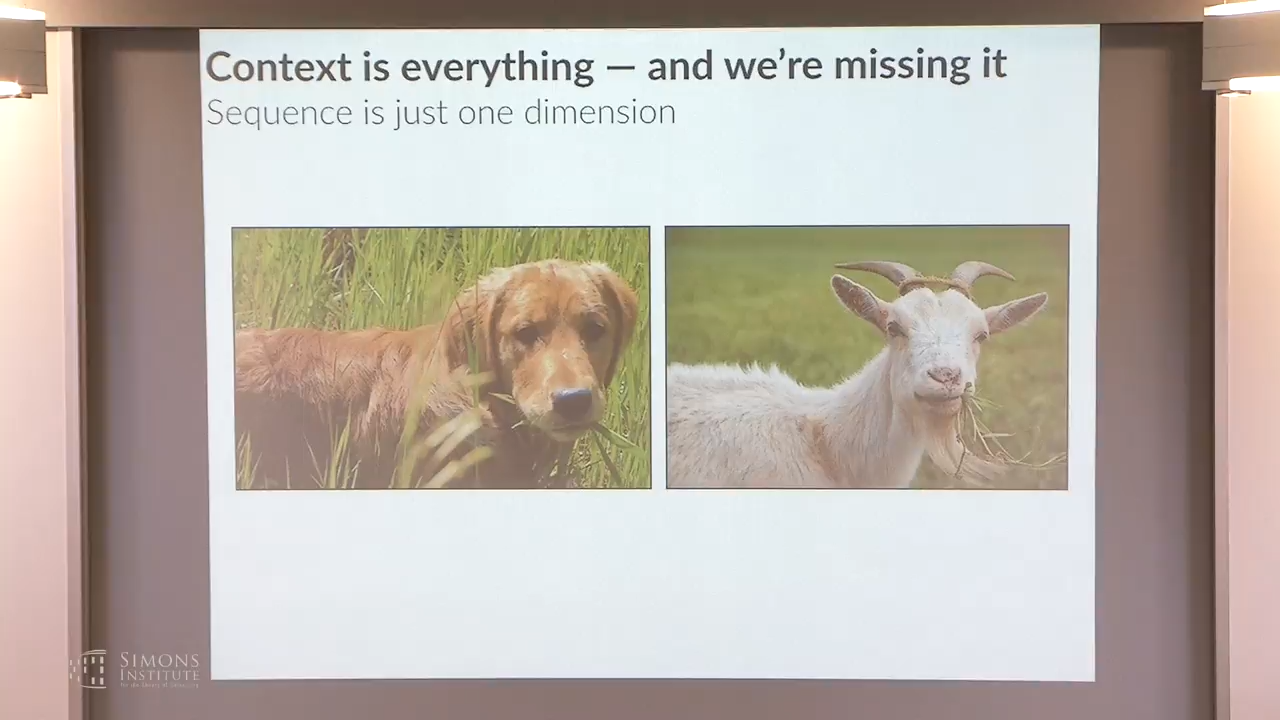 Context is everything — and we're missing it
Sequence is just one dimension
SIMONS
INSTITUTE